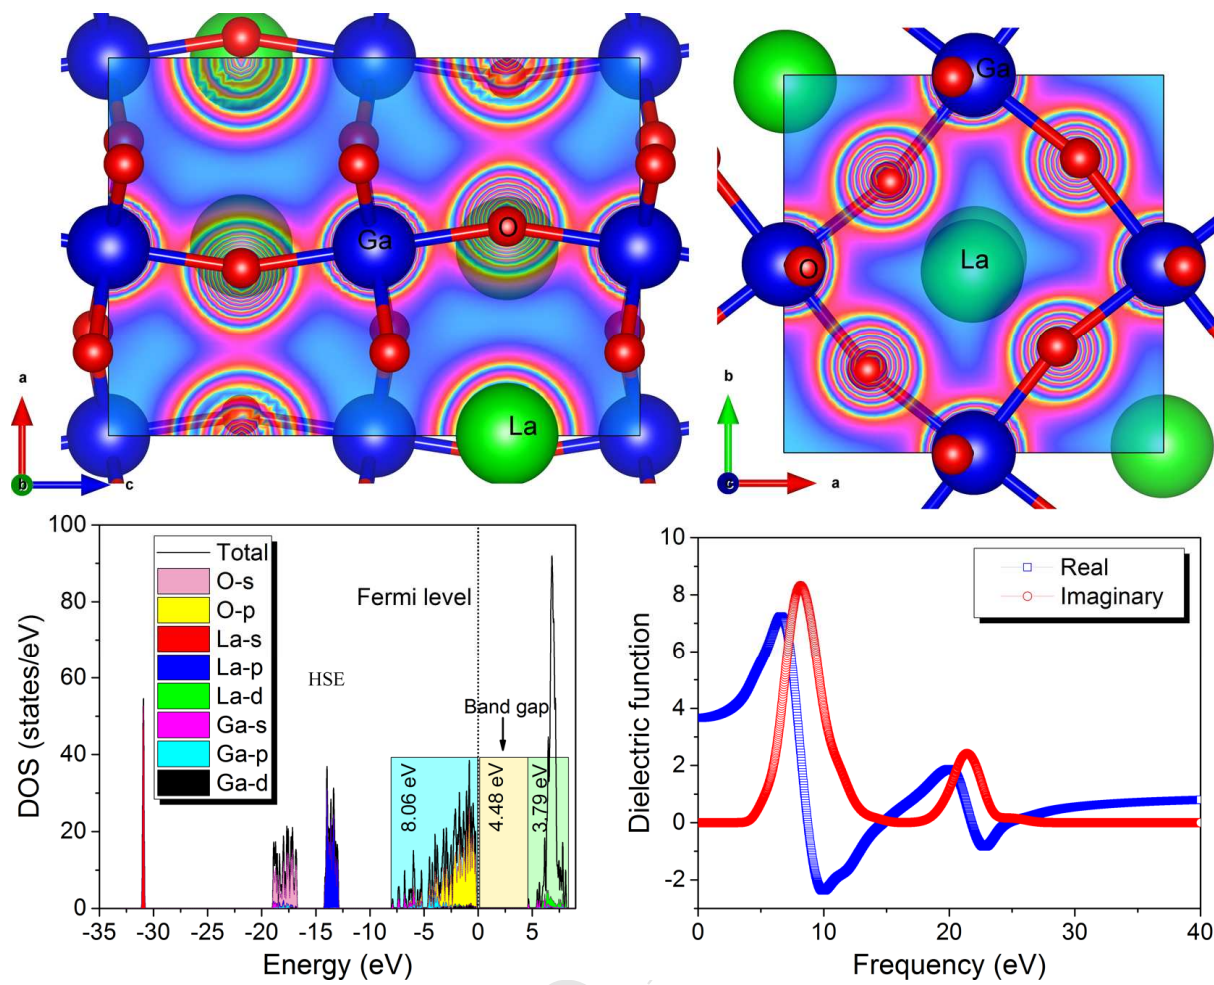 Ga
O
La
a
b
c
Ga
O
La
b
c
a
100
80
60
40
20
0
DOS (states/eV)
Total
O-s
O-p
La-s
La-p
La-d
Ga-s
Ga-p
Ga-d
Fermi level
HSE
Band gap
8.06 eV
4.48 eV
3.79 eV
-35 -30 -25 -20 -15 -10 -5 0 5
Energy (eV)
10
8
6
4
2
0
-2
Dielectric function
Real
Imaginary
0 10 20 30 40
Frequency (eV)